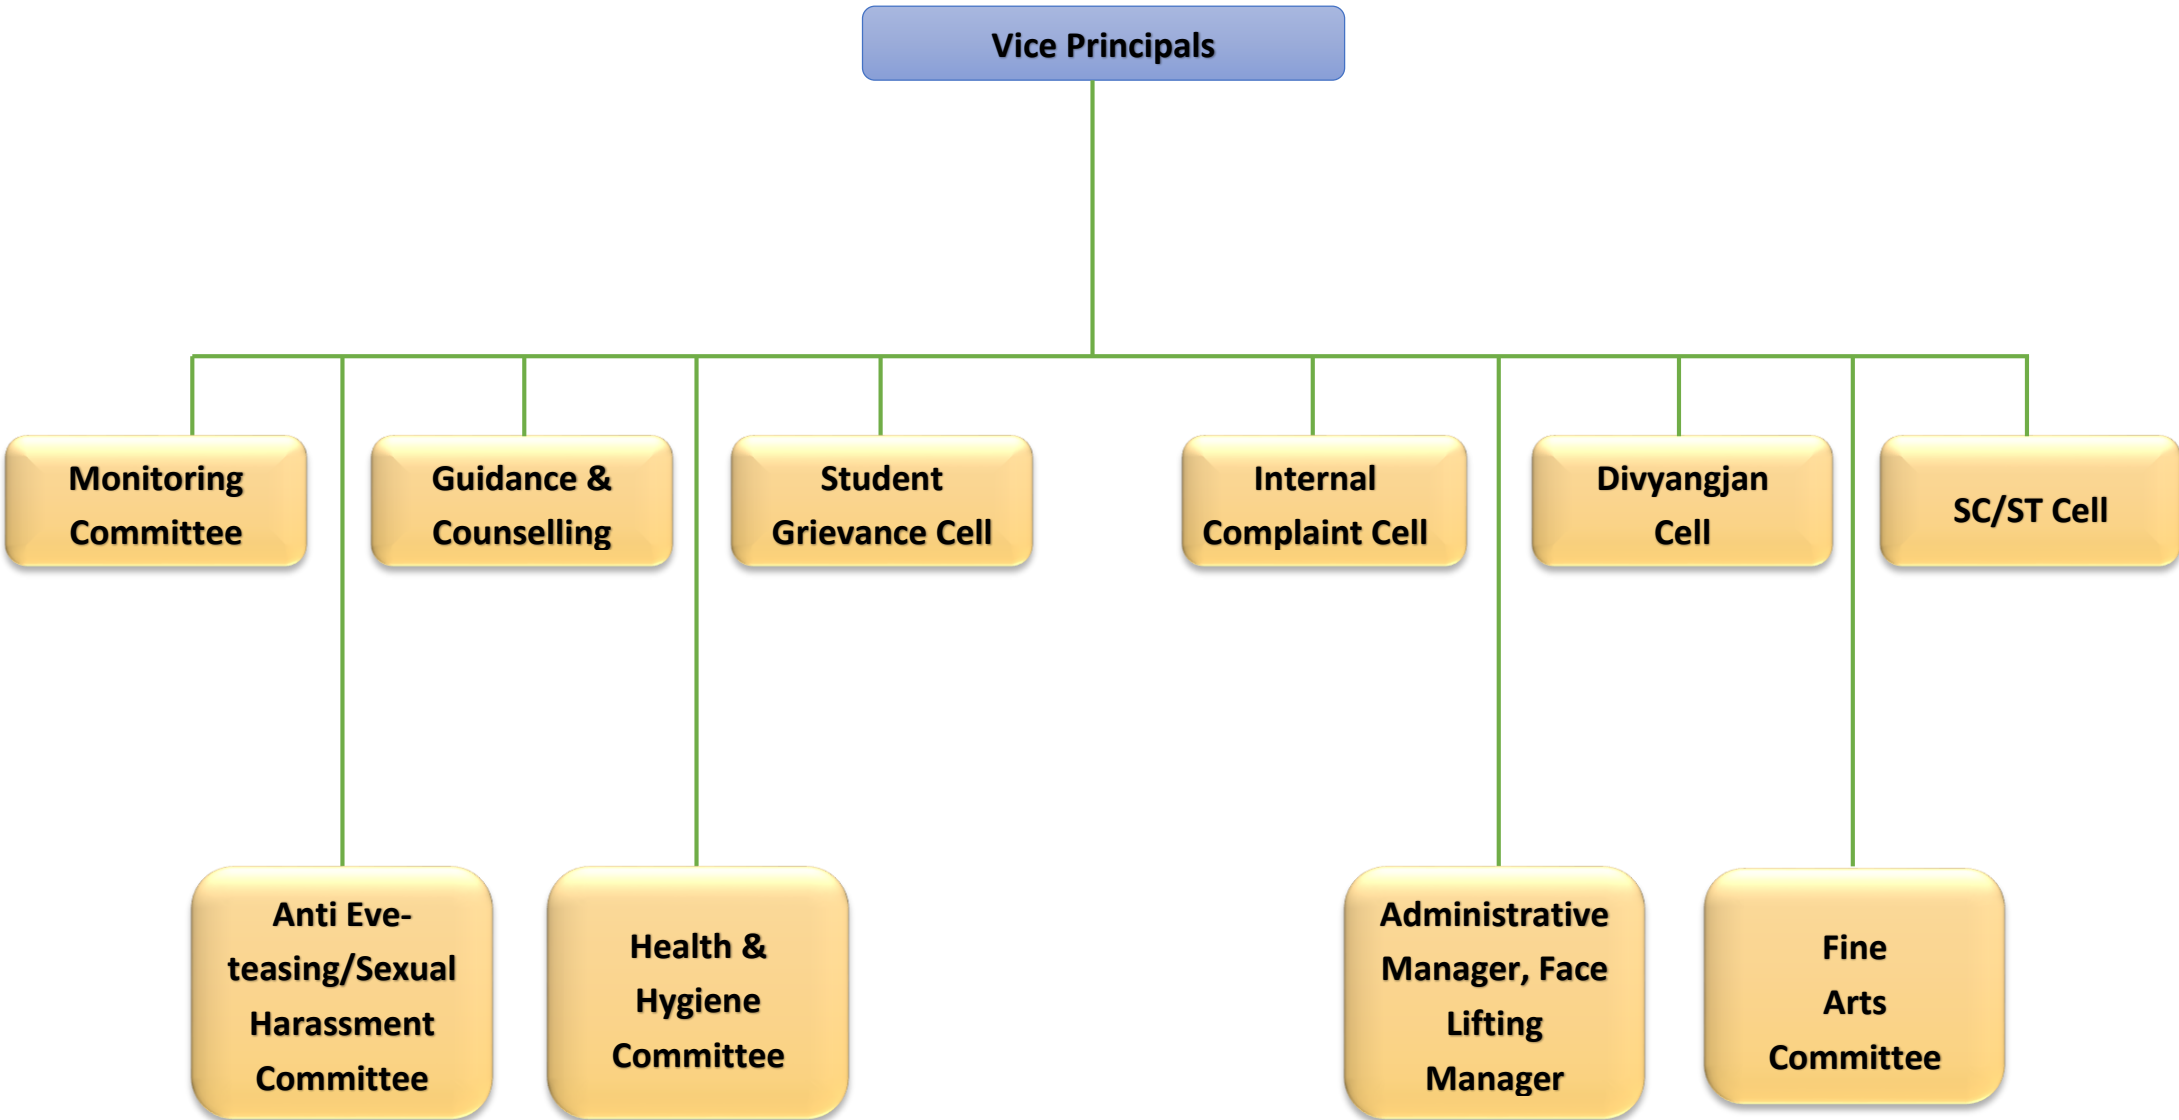 Vice Principals
Monitoring
Committee
Guidance &
Counselling
Student
Grievance Cell
Internal
Complaint Cell
Divyangjan
Cell
SC/ST Cell
Anti Eve-
teasing/Sexual
Harassment
Committee
Health &
Hygiene
Committee
Administrative
Manager, Face
Lifting
Manager
Fine
Arts
Committee